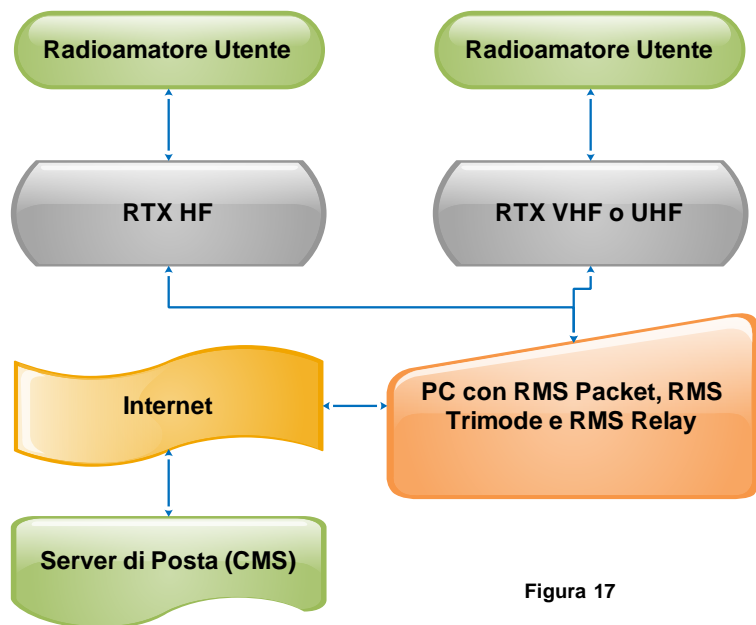 Radioamatore Utente
Radioamatore Utente
RTX HF
RTX VHF o UHF
Internet
PC con RMS Packet, RMS
Trimode e RMS Relay
Server di Posta (CMS)
Figura 17